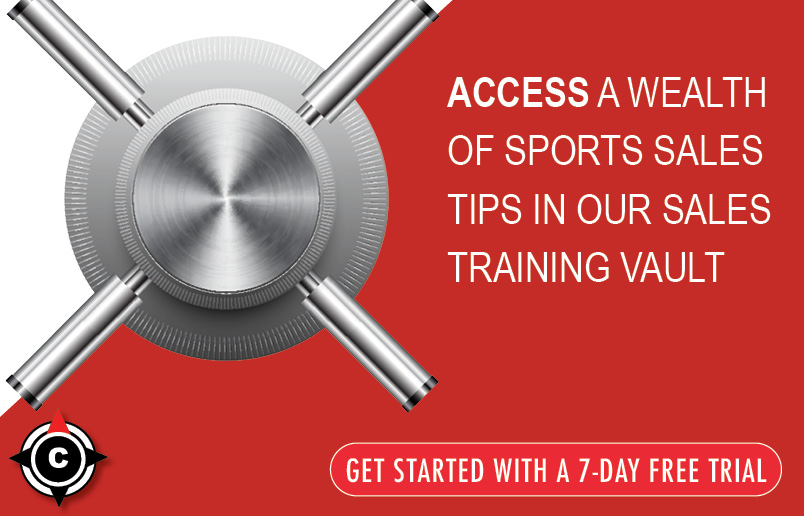 ACCESS A WEALTH
OF SPORTS SALES
TIPS IN OUR SALES
TRAINING VAULT
C
GET STARTED WITH A 7-DAY FREE TRIAL